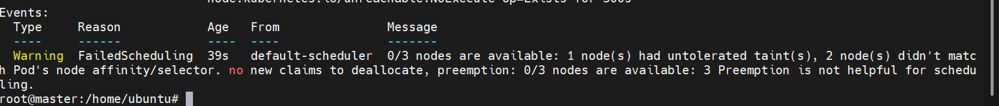 node.kubernetes.io/unreachable:NoExecute op=Exists for 300s
Events:
  Type     Reason            Age   From               Message
  ----     ------            ----  ----               -------
  Warning  FailedScheduling  39s   default-scheduler  0/3 nodes are available: 1 node(s) had untolerated taint(s), 2 node(s) didn't matc
h Pod's node affinity/selector. no new claims to deallocate, preemption: 0/3 nodes are available: 3 Preemption is not helpful for schedu
ling.
root@master:/home/ubuntu#